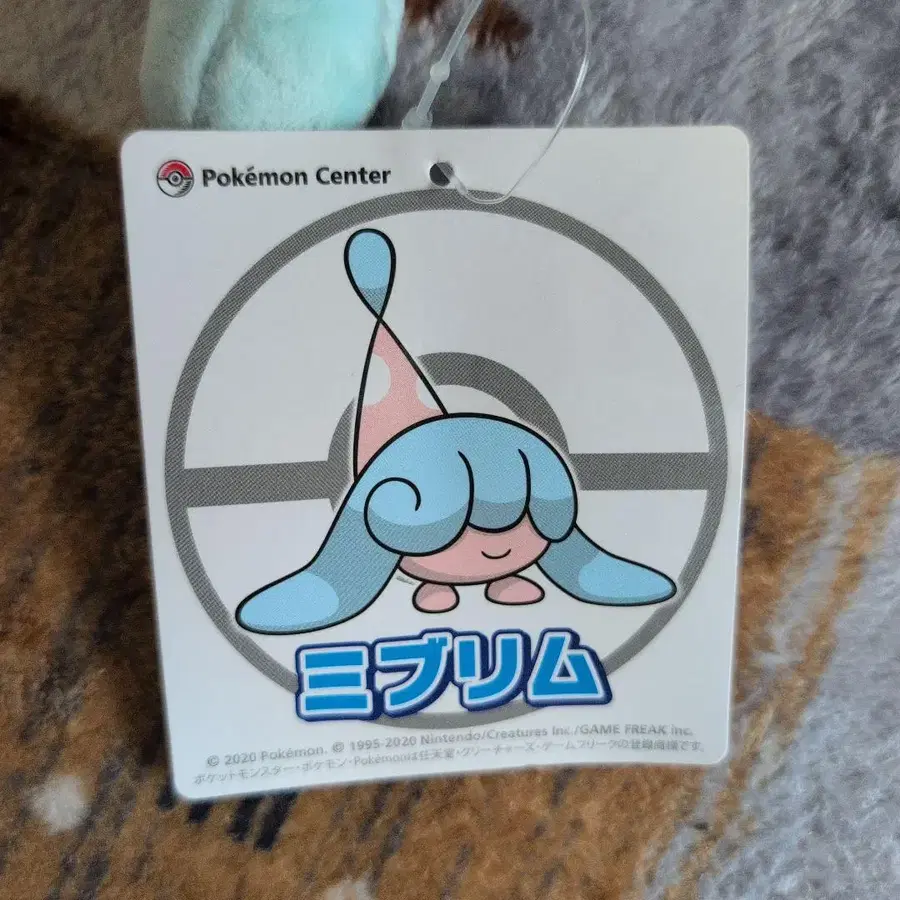 Pokémon Center
ミブリム
© 2020 Pokémon. © 1995-2020 Nintendo/Creatures Inc./GAME FREAK inc.
ポケットモンスター・ポケモン・Pokémonは任天堂・クリーチャーズ・ゲームフリークの登録商標です。